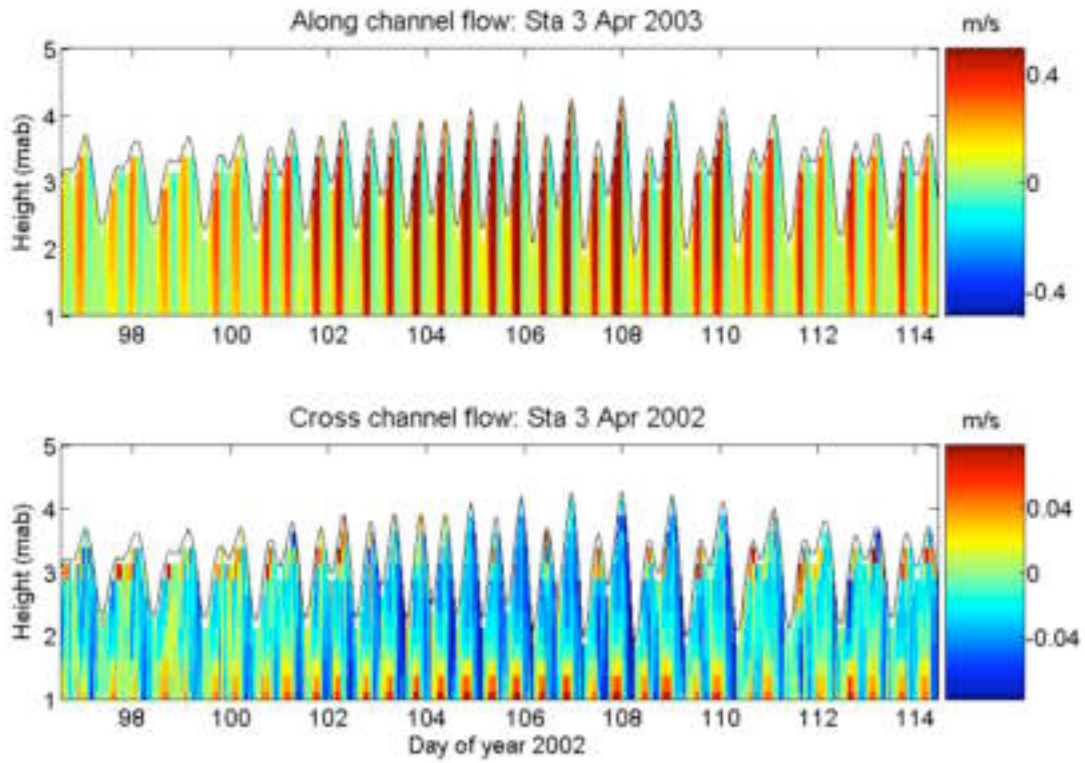 Along channel flow: Sta 3 Apr 2003
m/s
5
4
3
2
1
Height (mab)
98 100 102 104 106 108 110 112 114
0.4
0
-0.4
Cross channel flow: Sta 3 Apr 2002
m/s
5
4
3
2
1
Height (mab)
98 100 102 104 106 108 110 112 114
Day of year 2002
0.04
0
-0.04